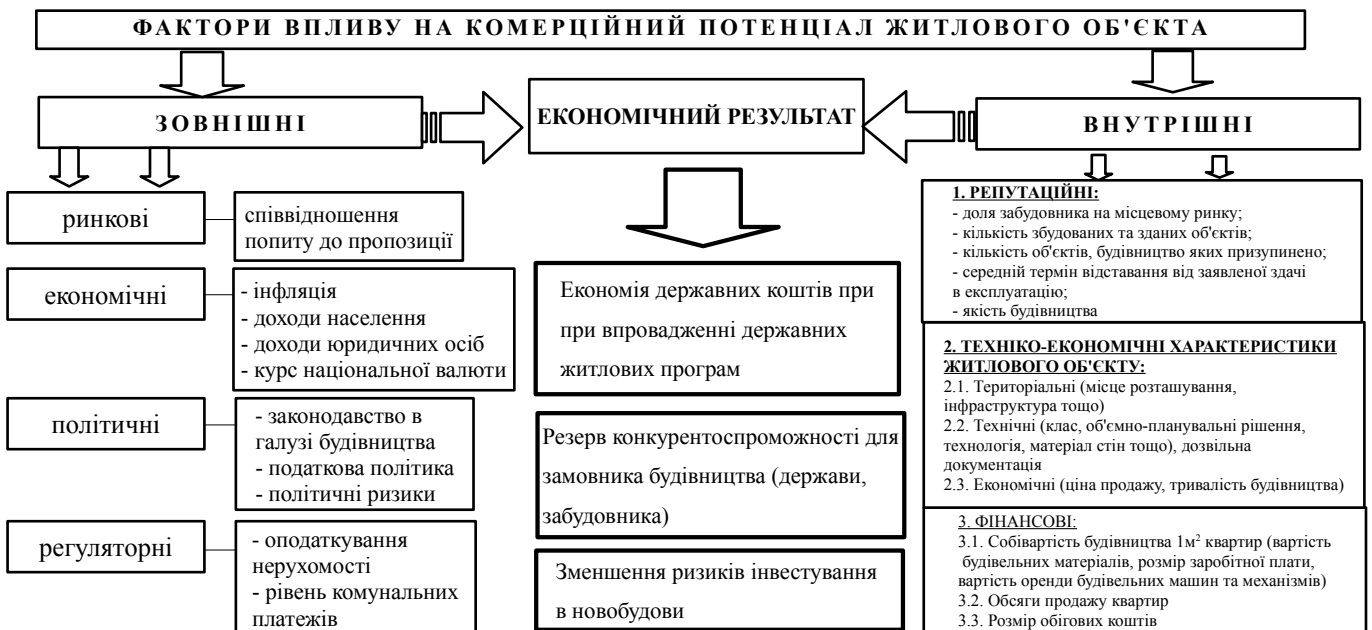 ФАКТОРИ ВПЛИВУ НА КОМЕРЦІЙНИЙ ПОТЕНЦІАЛ ЖИТЛОВОГО ОБ'ЄКТА
ЗОВНІШНІ
ЕКОНОМІЧНИЙ РЕЗУЛЬТАТ
ВНУТРІШНІ
ринкові
співвідношення
попиту до пропозиції
економічні
- інфляція
- доходи населення
- доходи юридичних осіб
- курс національної валюти
політичні
- законодавство в
галузі будівництва
- податкова політика
- політичні ризики
регуляторні
- оподаткування
нерухомості
- рівень комунальних
платежів
Економія державних коштів при
при впровадженні державних
житлових програм
Резерв конкурентоспроможності для
замовника будівництва (держави,
забудовника)
Зменшення ризиків інвестування
в новобудови
1. РЕПУТАЦІЙНІ:
- доля забудовника на місцевому ринку;
- кількість збудованих та зданих об'єктів;
- кількість об'єктів, будівництво яких призупинено;
- середній термін відставання від заявленої здачі
в експлуатацію;
- якість будівництва
2. ТЕХНІКО-ЕКОНОМІЧНІ ХАРАКТЕРИСТИКИ
ЖИТЛОВОГО ОБ'ЄКТУ:
2.1. Територіальні (місце розташування,
інфраструктура тощо)
2.2. Технічні (клас, об'ємно-планувальні рішення,
технологія, матеріал стін тощо), дозвільна
документація
2.3. Економічні (ціна продажу, тривалість будівництва)
3. ФІНАНСОВІ:
3.1. Собівартість будівництва 1м² квартир (вартість
будівельних матеріалів, розмір заробітної плати,
вартість оренди будівельних машин та механізмів)
3.2. Обсяги продажу квартир
3.3. Розмір обігових коштів